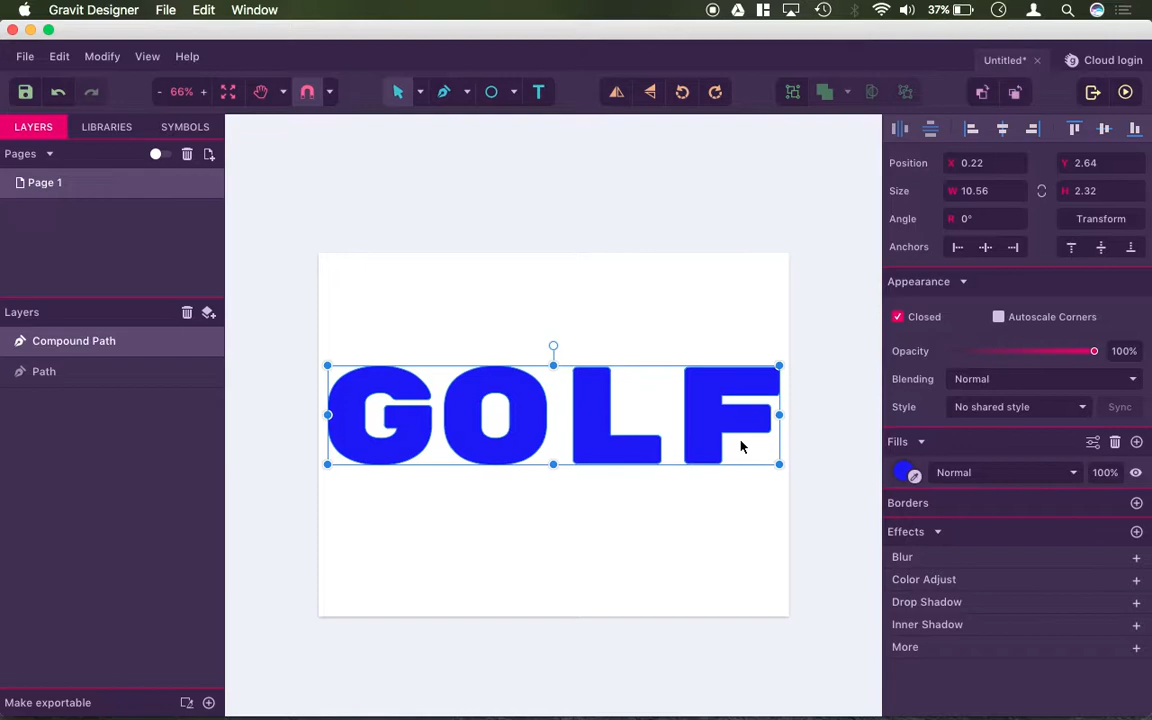 Gravit Designer File Edit Window 37%
File Edit Modify View Help Untitled* × Cloud login
- 66% + T
LAYERS LIBRARIES SYMBOLS
Pages
Page 1
Layers
Compound Path
Path
Make exportable
GOLF
Position X 0.22 Y 2.64
Size W 10.56 H 2.32
Angle R 0° Transform
Anchors
Appearance
Closed Autoscale Corners
Opacity 100%
Blending Normal
Style No shared style Sync
Fills
Normal 100%
Borders
Effects
Blur
Color Adjust
Drop Shadow
Inner Shadow
More